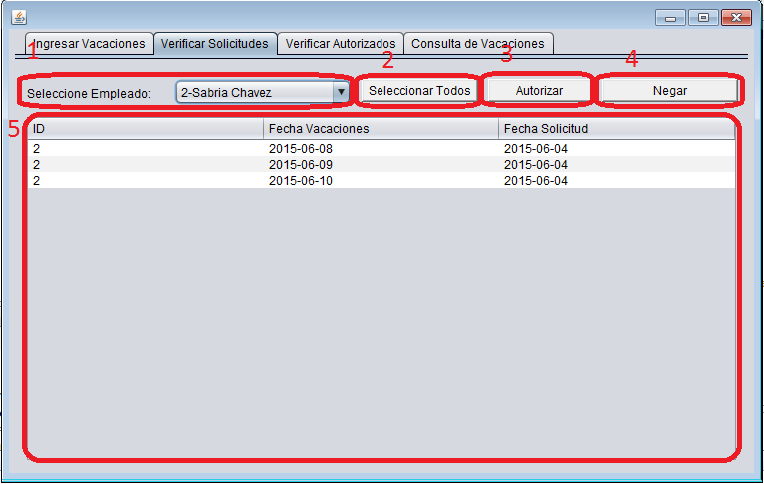 Ingresar Vacaciones Verificar Solicitudes Verificar Autorizados Consulta de Vacaciones
1 2 3 4
Seleccione Empleado: 2-Sabria Chavez Seleccionar Todos Autorizar Negar
5
ID Fecha Vacaciones Fecha Solicitud
2 2015-06-08 2015-06-04
2 2015-06-09 2015-06-04
2 2015-06-10 2015-06-04